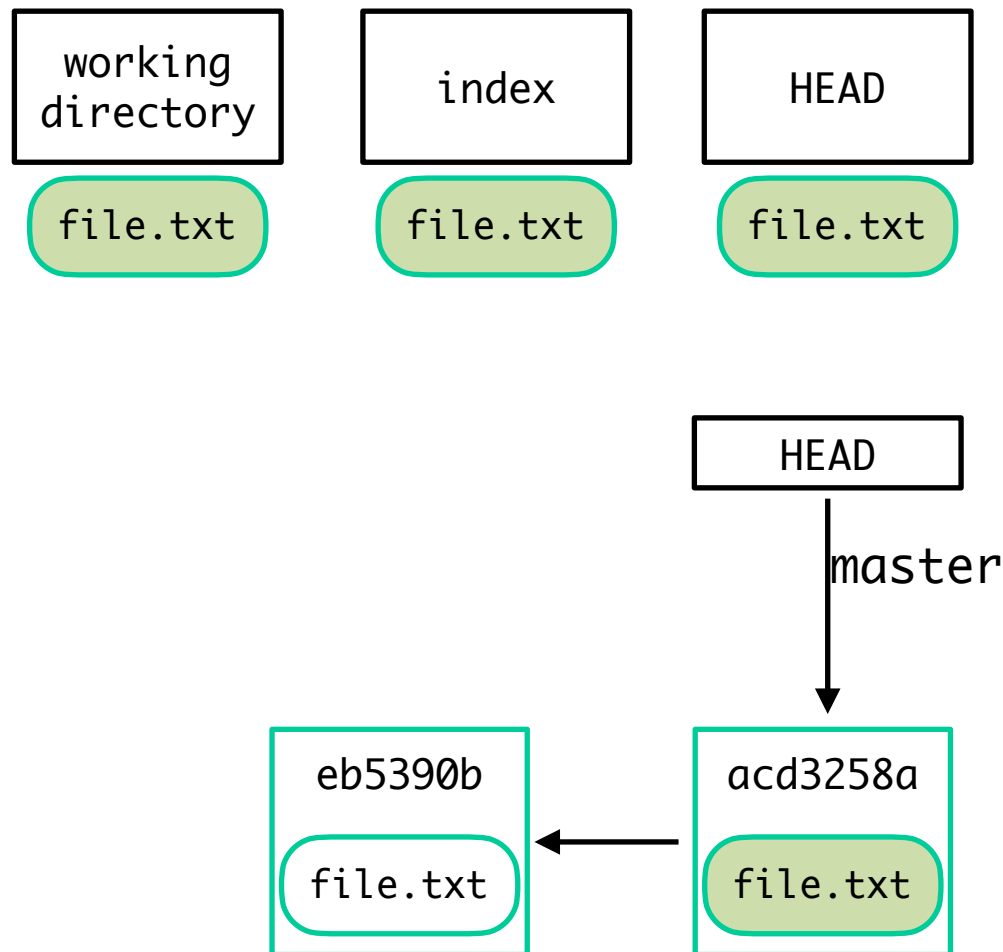 working
directory
index
HEAD
file.txt
file.txt
file.txt
HEAD
master
eb5390b
acd3258a
file.txt
file.txt